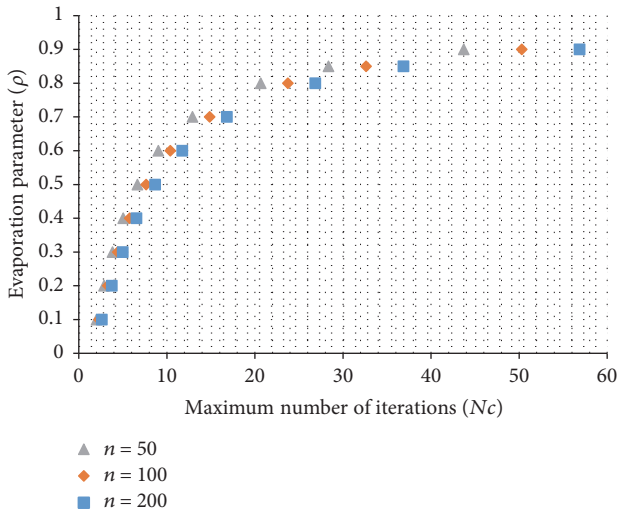 1
0.9
0.8
0.7
0.6
0.5
0.4
0.3
0.2
0.1
0
Evaporation parameter (ρ)
0 10 20 30 40 50 60
Maximum number of iterations (Nc)
n = 50
n = 100
n = 200